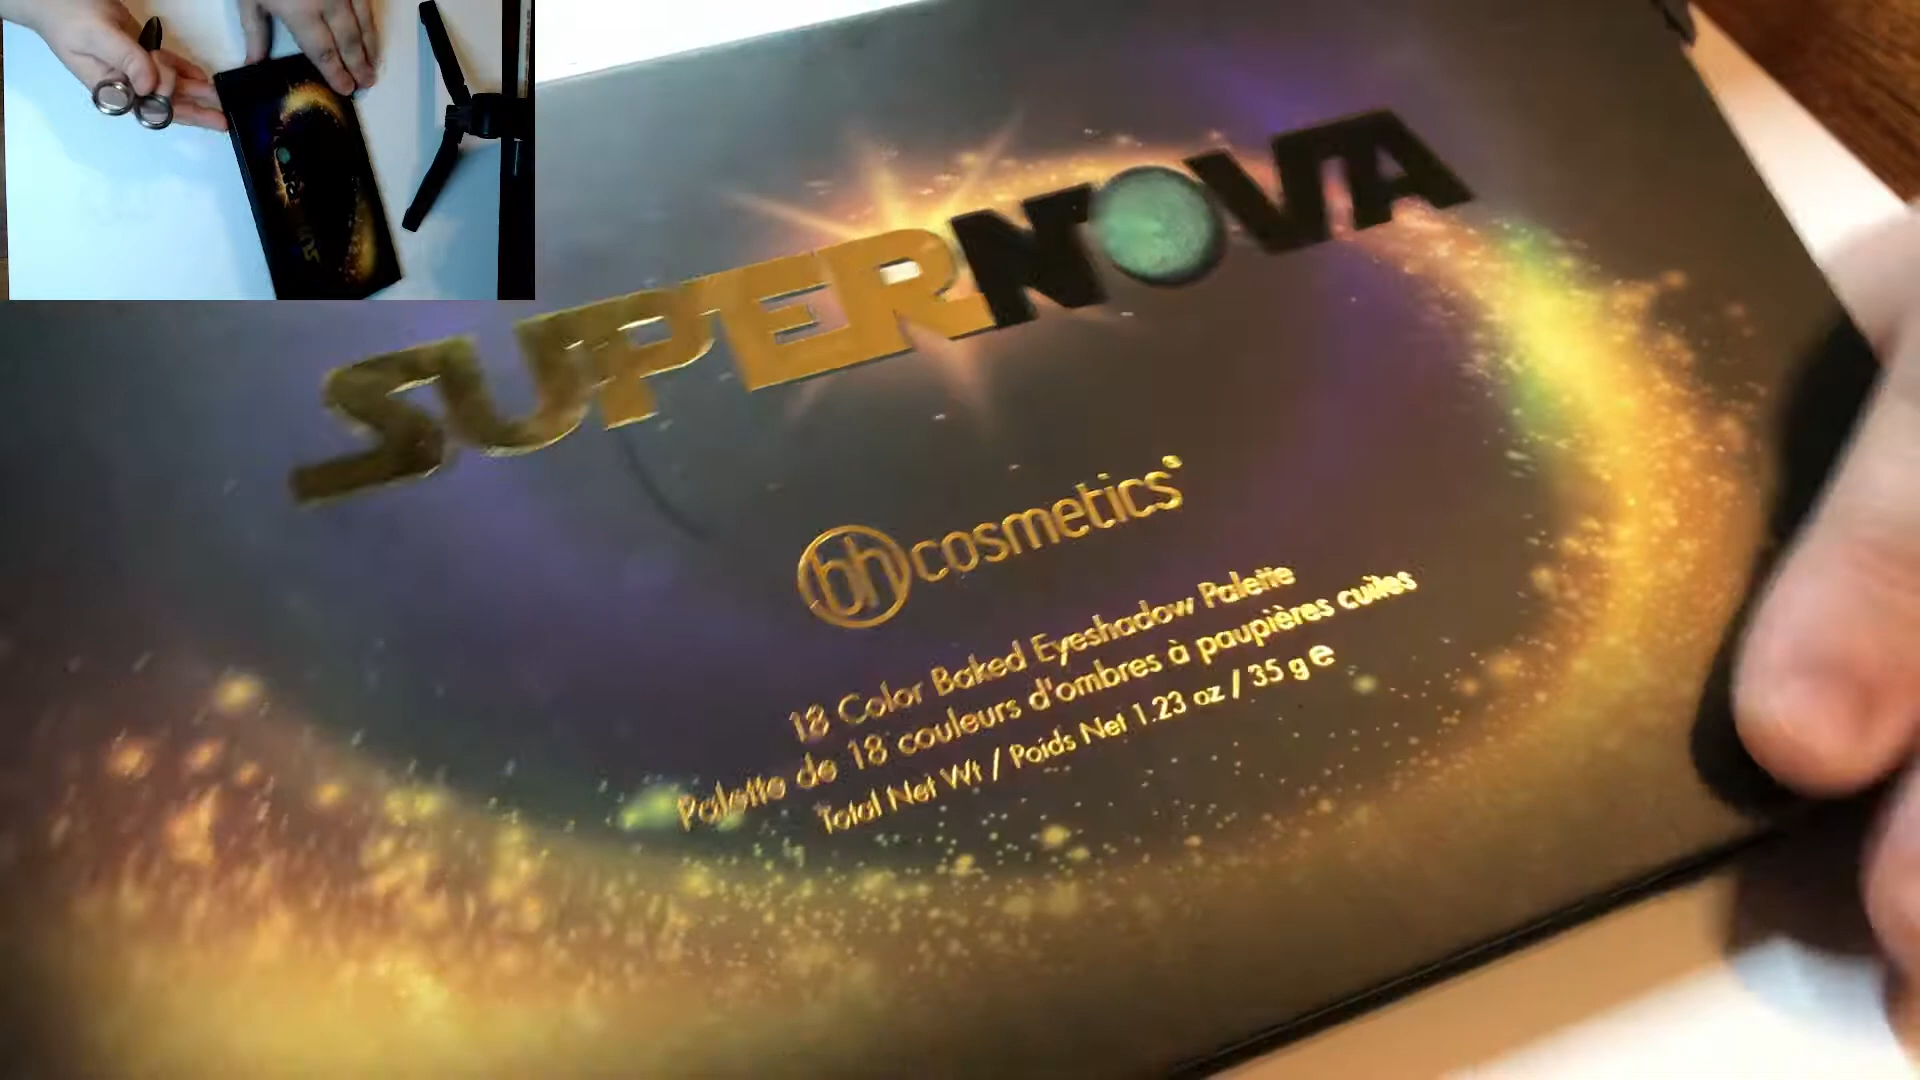 SUPERNOVA
bh cosmetics®
18 Color Baked Eyeshadow Palette
Palette de 18 couleurs d'ombres à paupières cuites
Total Net Wt / Poids Net 1.23 oz / 35 g e